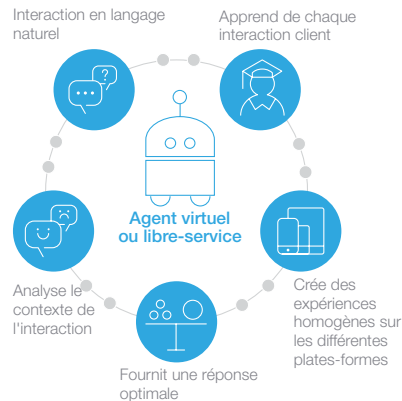 Interaction en langage
naturel
Apprend de chaque
interaction client
?
Agent virtuel
ou libre-service
Analyse le
contexte de
l'interaction
Crée des
expériences
homogènes sur
les différentes
plates-formes
Fournit une réponse
optimale